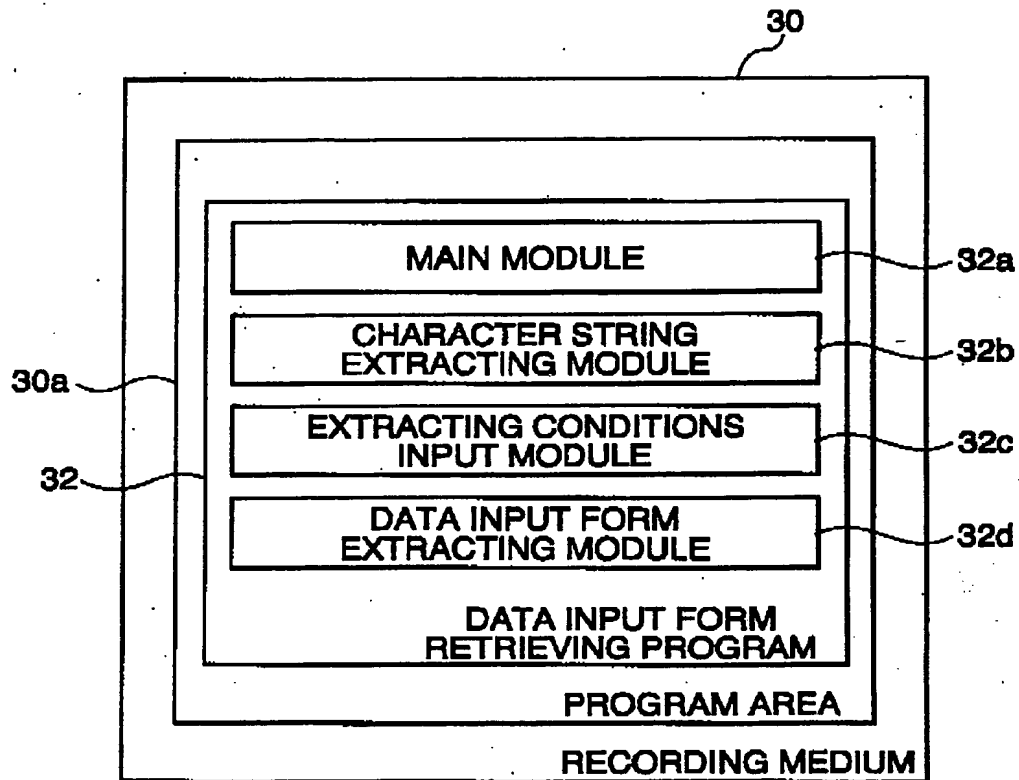 30
MAIN MODULE
32a
CHARACTER STRING
EXTRACTING MODULE
32b
30a
EXTRACTING CONDITIONS
INPUT MODULE
32c
32
DATA INPUT FORM
EXTRACTING MODULE
32d
DATA INPUT FORM
RETRIEVING PROGRAM
PROGRAM AREA
RECORDING MEDIUM